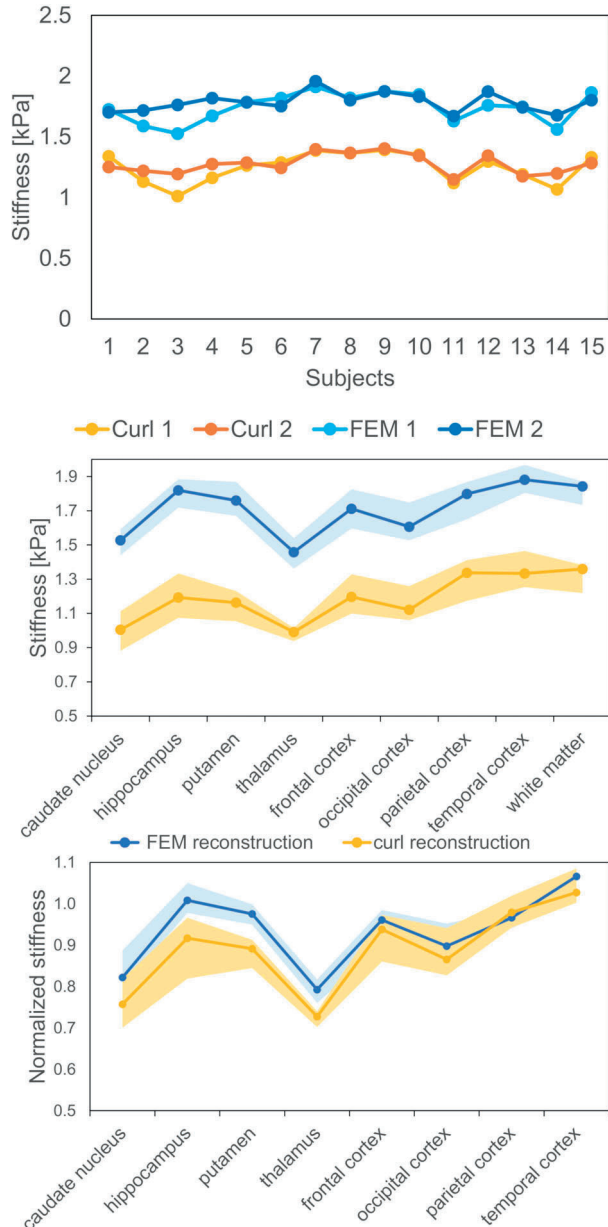 2.5
2
1.5
1
0.5
0
Stiffness [kPa]
1 2 3 4 5 6 7 8 9 10 11 12 13 14 15
Subjects
Curl 1 Curl 2 FEM 1 FEM 2
1.9
1.7
1.5
1.3
1.1
0.9
0.7
0.5
Stiffness [kPa]
caudate nucleus
hippocampus
putamen
thalamus
frontal cortex
occipital cortex
parietal cortex
temporal cortex
white matter
FEM reconstruction curl reconstruction
1.1
1.0
0.9
0.8
0.7
0.6
0.5
Normalized stiffness
caudate nucleus
hippocampus
putamen
thalamus
frontal cortex
occipital cortex
parietal cortex
temporal cortex